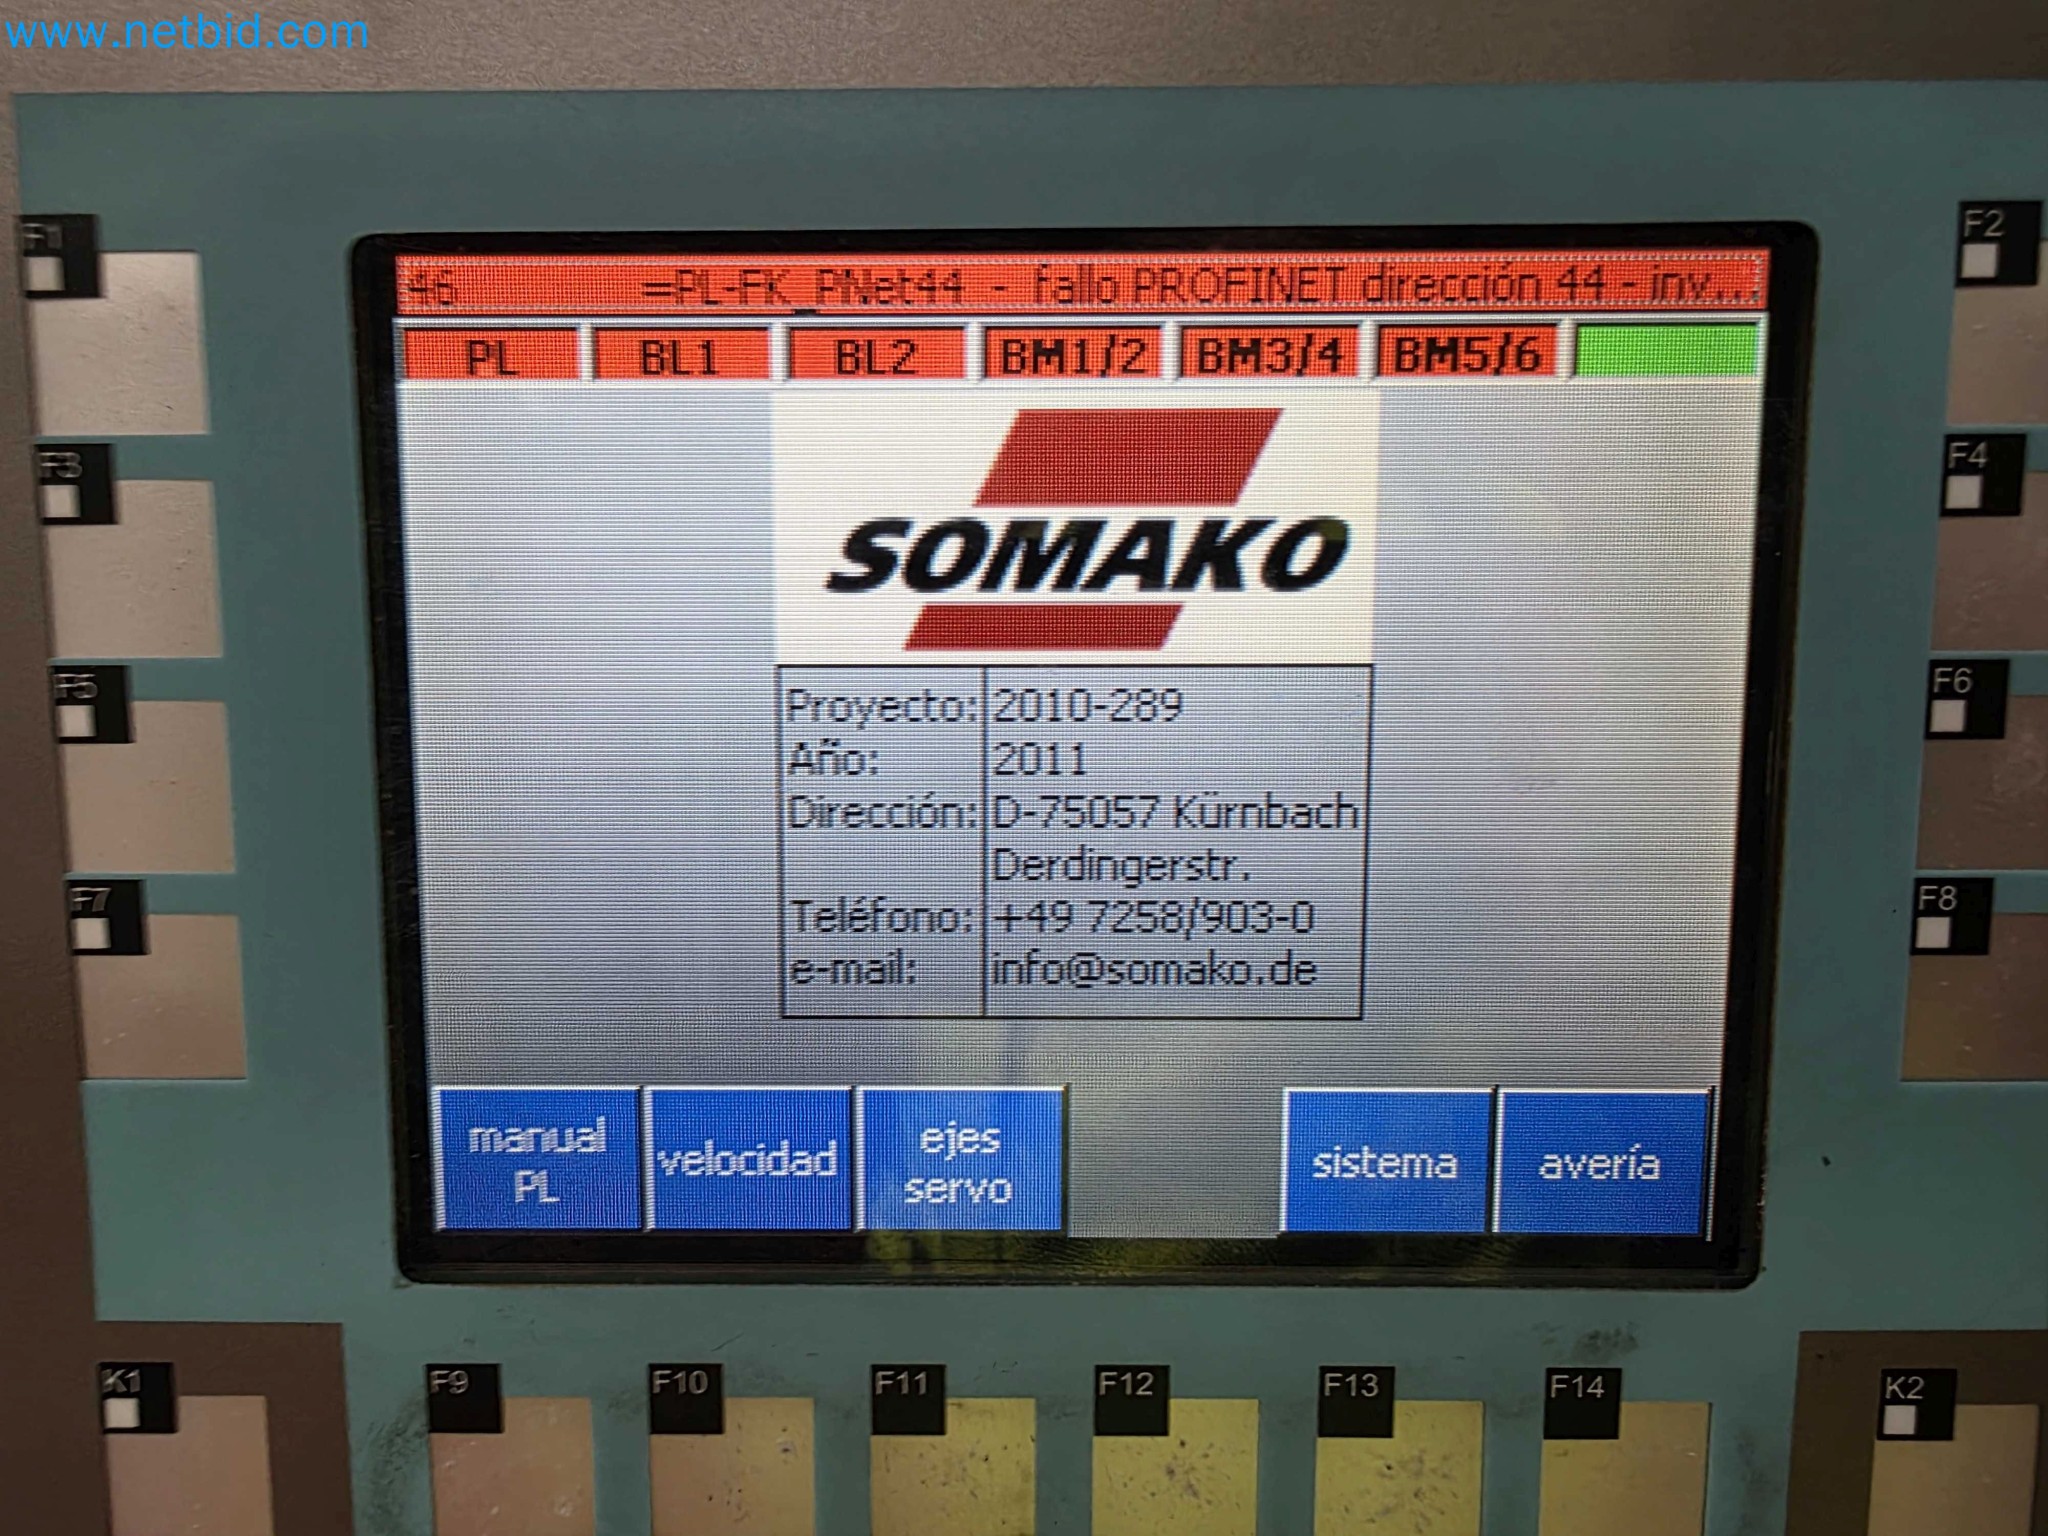 www.netbid.com
F1
F2
46 =PL-FK_PNet44 - fallo PROFINET dirección 44 - inv...
PL BL1 BL2 BM1/2 BM3/4 BM5/6
F3
F4
SOMAKO
F5
F6
Proyecto: 2010-289
Año: 2011
Dirección: D-75057 Kürnbach
Derdingerstr.
F7
F8
Teléfono: +49 7258/903-0
e-mail: info@somako.de
manual PL
velocidad
ejes servo
sistema
avería
K1 F9 F10 F11 F12 F13 F14 K2